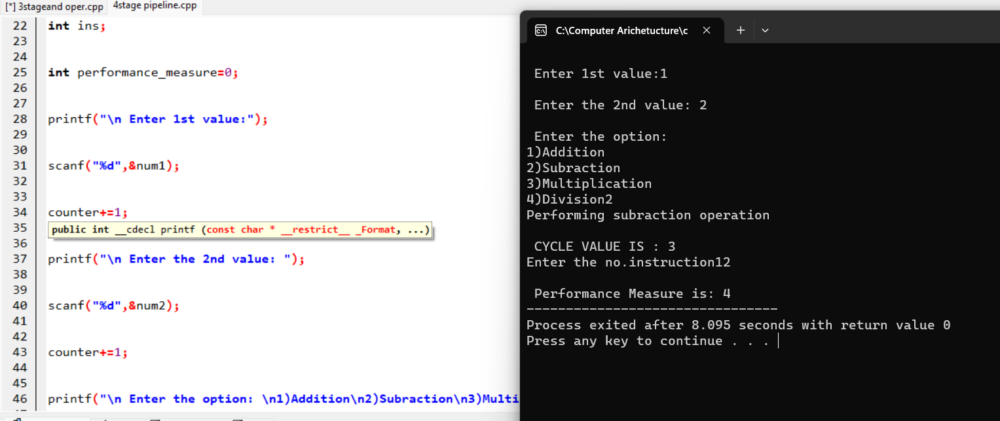 [*] 3stageand oper.cpp 4stage pipeline.cpp
22 int ins;
23
24
25 int performance_measure=0;
26
27
28 printf("\n Enter 1st value:");
29
30
31 scanf("%d",&num1);
32
33
34 counter+=1;
35 public int __cdecl printf (const char * __restrict__ _Format, ...)
36
37 printf("\n Enter the 2nd value: ");
38
39
40 scanf("%d",&num2);
41
42
43 counter+=1;
44
45
46 printf("\n Enter the option: \n1)Addition\n2)Subraction\n3)Multi
C:\Computer Arichetucture\c
Enter 1st value:1
Enter the 2nd value: 2
Enter the option:
1)Addition
2)Subraction
3)Multiplication
4)Division2
Performing subraction operation
CYCLE VALUE IS : 3
Enter the no.instruction12
Performance Measure is: 4
--------------------------------
Process exited after 8.095 seconds with return value 0
Press any key to continue . . .